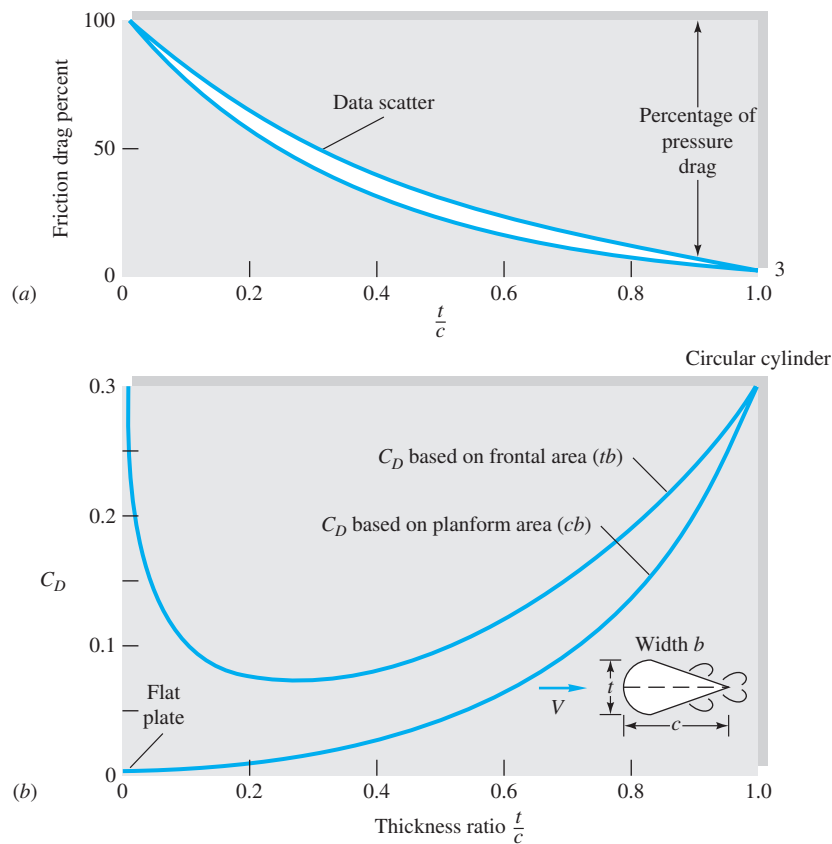 100
50
0
Friction drag percent
Data scatter
Percentage of
pressure
drag
3
(a)
0
0.2
0.4
0.6
0.8
1.0
t
c
Circular cylinder
0.3
0.2
0.1
0
C_D
C_D based on frontal area (tb)
C_D based on planform area (cb)
Width b
t
c
V
Flat
plate
(b)
0
0.2
0.4
0.6
0.8
1.0
Thickness ratio t/c